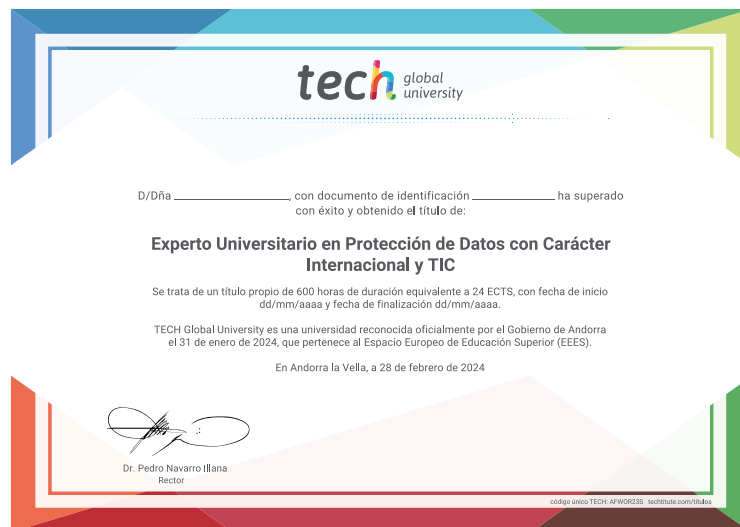 tech global university
D/Dña ____________________, con documento de identificación ______________ ha superado
con éxito y obtenido el título de:
Experto Universitario en Protección de Datos con Carácter
Internacional y TIC
Se trata de un título propio de 600 horas de duración equivalente a 24 ECTS, con fecha de inicio
dd/mm/aaaa y fecha de finalización dd/mm/aaaa.
TECH Global University es una universidad reconocida oficialmente por el Gobierno de Andorra
el 31 de enero de 2024, que pertenece al Espacio Europeo de Educación Superior (EEES).
En Andorra la Vella, a 28 de febrero de 2024
Dr. Pedro Navarro Illana
Rector
código único TECH: AFWOR23S techtitute.com/titulos